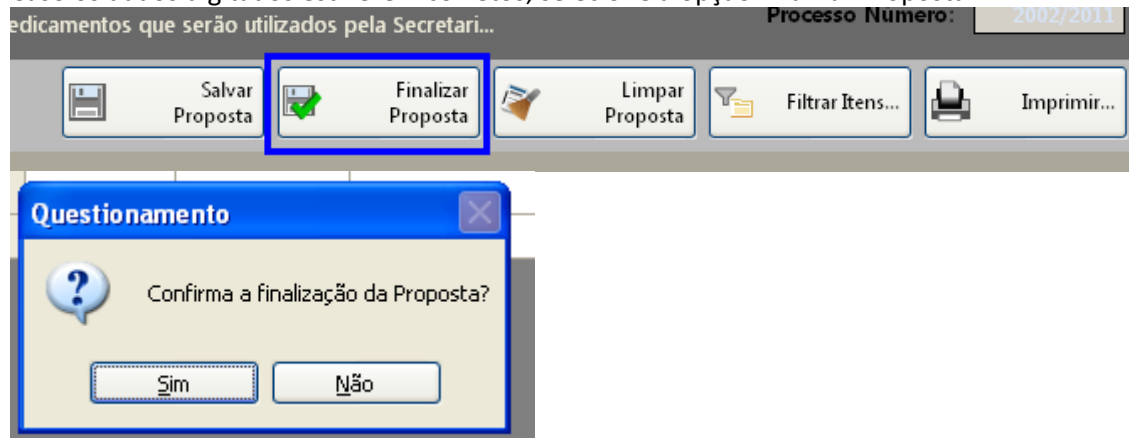 edicamentos que serão utilizados pela Secretari...
Processo Número: 2002/2011
Salvar
Proposta
Finalizar
Proposta
Limpar
Proposta
Filtrar Itens...
Imprimir...
Questionamento
Confirma a finalização da Proposta?
Sim
Não